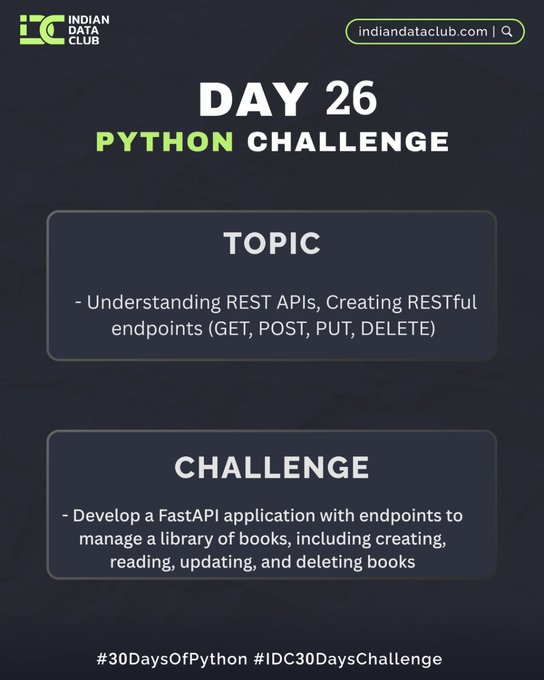 INDIAN
DATA
CLUB
indiandataclub.com |
DAY 26
PYTHON CHALLENGE
TOPIC
- Understanding REST APIs, Creating RESTful
endpoints (GET, POST, PUT, DELETE)
CHALLENGE
- Develop a FastAPI application with endpoints to
manage a library of books, including creating,
reading, updating, and deleting books
#30DaysOfPython #IDC30DaysChallenge